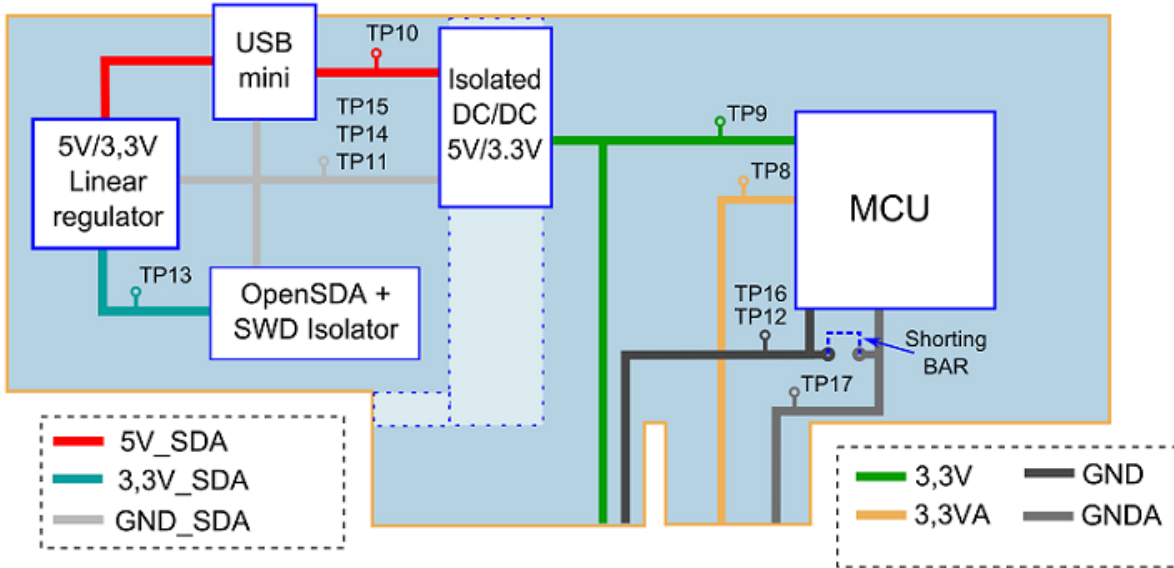 USB
mini
TP10
Isolated
DC/DC
5V/3.3V
TP15
TP14
TP11
5V/3,3V
Linear
regulator
TP9
TP8
MCU
TP13
OpenSDA +
SWD Isolator
TP16
TP12
Shorting
BAR
TP17
5V_SDA
3,3V_SDA
GND_SDA
3,3V
GND
3,3VA
GNDA